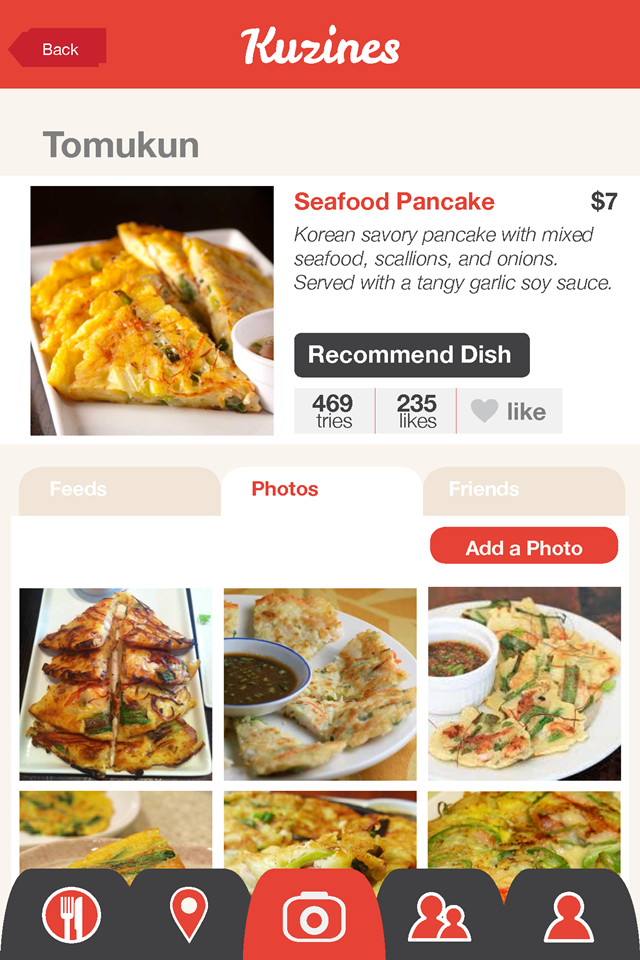 Back
Kuzines
Tomukun
Seafood Pancake
$7
Korean savory pancake with mixed
seafood, scallions, and onions.
Served with a tangy garlic soy sauce.
Recommend Dish
469
tries
235
likes
like
Feeds
Photos
Friends
Add a Photo